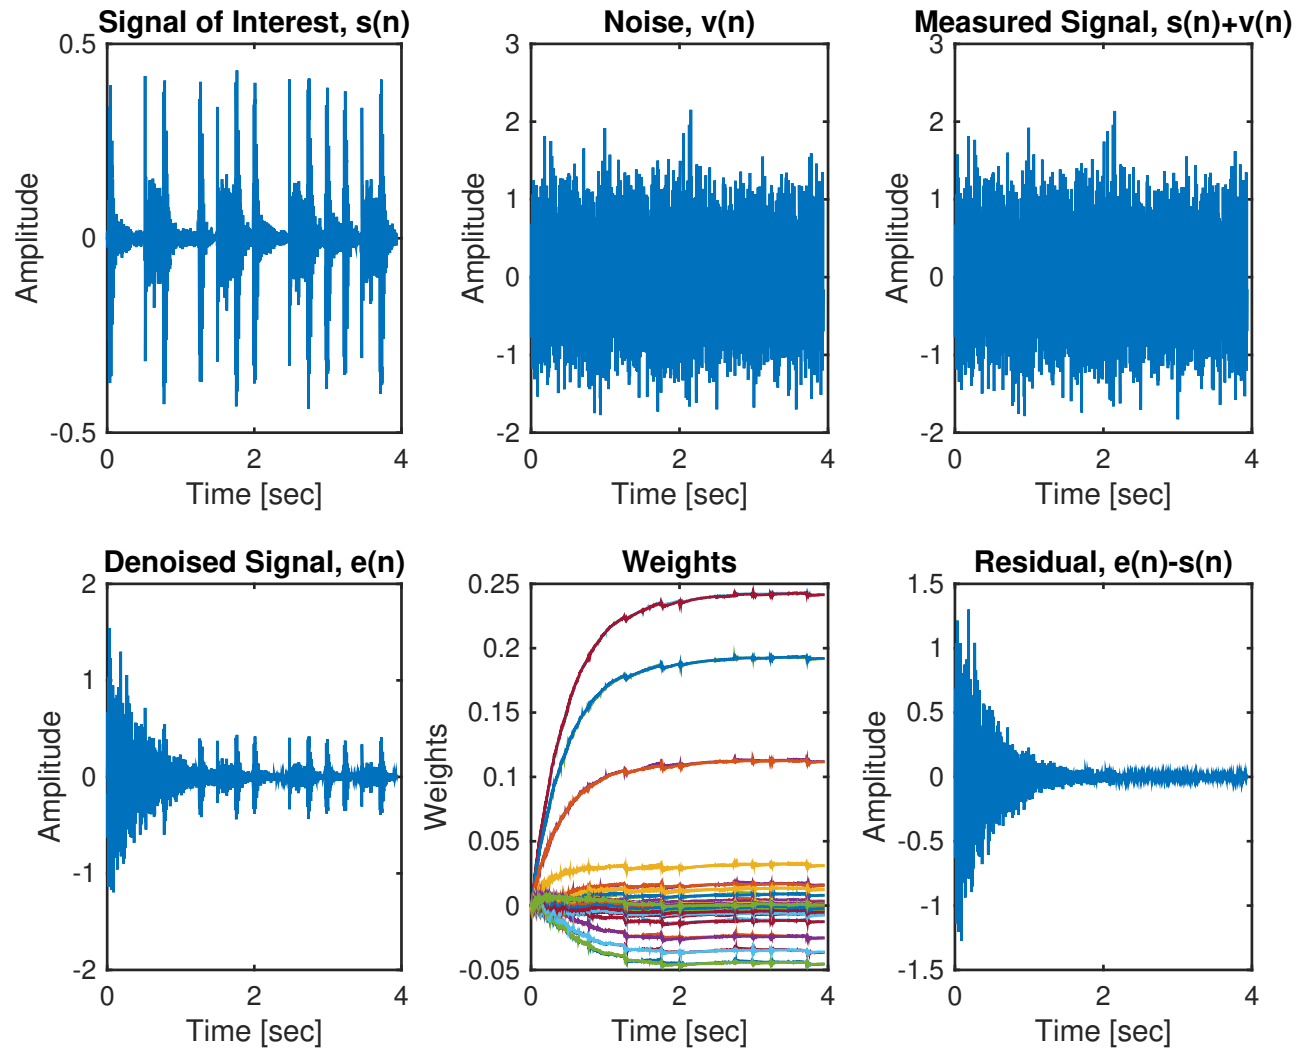 Signal of Interest, s(n)
0.5
0
-0.5
Amplitude
0 2 4
Time [sec]
Noise, v(n)
3
2
1
0
-1
-2
Amplitude
0 2 4
Time [sec]
Measured Signal, s(n)+v(n)
3
2
1
0
-1
-2
Amplitude
0 2 4
Time [sec]
Denoised Signal, e(n)
2
1
0
-1
-2
Amplitude
0 2 4
Time [sec]
Weights
0.25
0.2
0.15
0.1
0.05
0
-0.05
Weights
0 2 4
Time [sec]
Residual, e(n)-s(n)
1.5
1
0.5
0
-0.5
-1
-1.5
Amplitude
0 2 4
Time [sec]